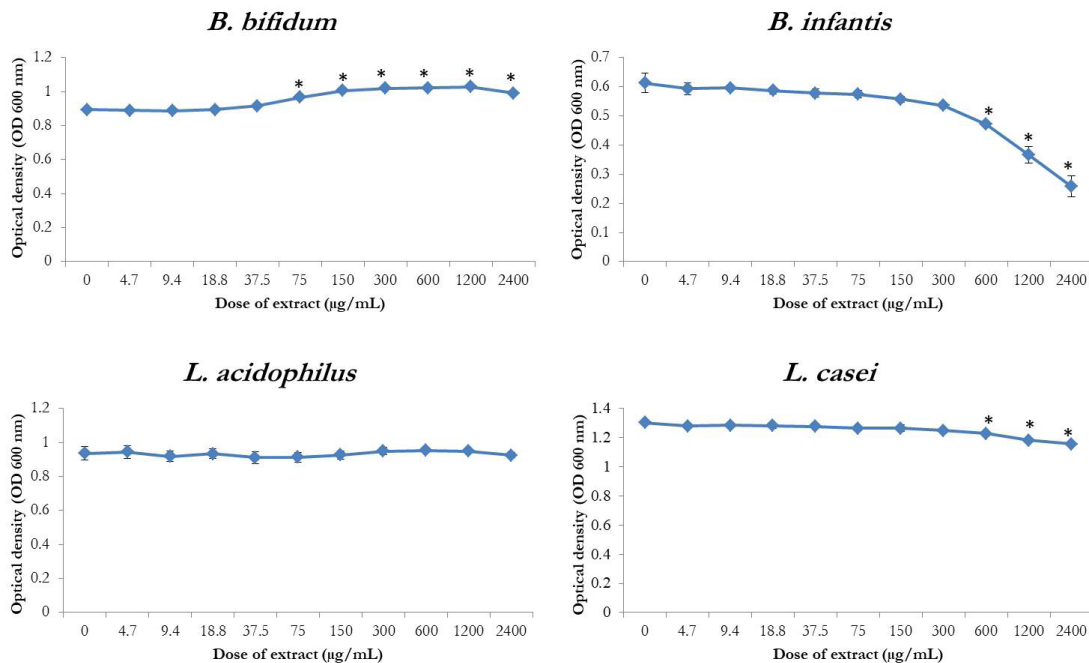 B. bifidum
Optical density (OD 600 nm)
1.2
1
0.8
0.6
0.4
0.2
0
* * * * * *
0 4.7 9.4 18.8 37.5 75 150 300 600 1200 2400
Dose of extract (µg/mL)
B. infantis
Optical density (OD 600 nm)
0.7
0.6
0.5
0.4
0.3
0.2
0.1
0
* * *
0 4.7 9.4 18.8 37.5 75 150 300 600 1200 2400
Dose of extract (µg/mL)
L. acidophilus
Optical density (OD 600 nm)
1.2
1
0.8
0.6
0.4
0.2
0
0 4.7 9.4 18.8 37.5 75 150 300 600 1200 2400
Dose of extract (µg/mL)
L. casei
Optical density (OD 600 nm)
1.4
1.2
1
0.8
0.6
0.4
0.2
0
* * *
0 4.7 9.4 18.8 37.5 75 150 300 600 1200 2400
Dose of extract (µg/mL)